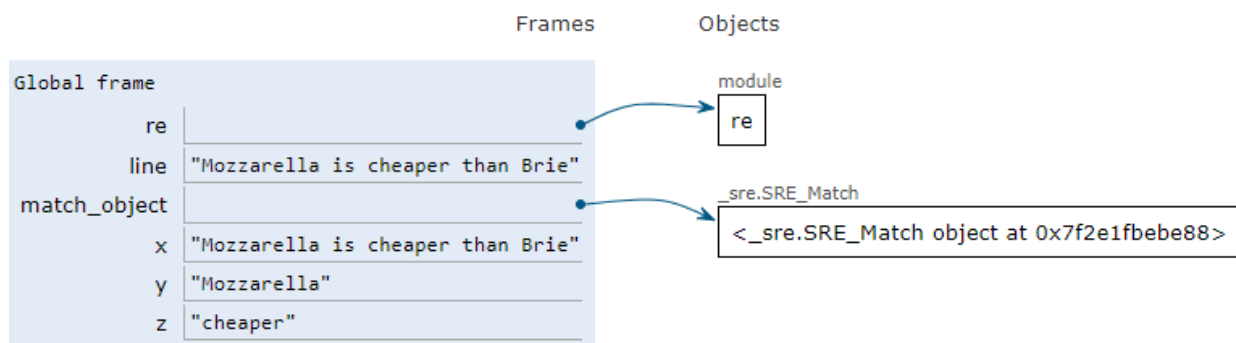 Frames Objects
Global frame
module
re
re
line "Mozzarella is cheaper than Brie"
_sre.SRE_Match
match_object
<_sre.SRE_Match object at 0x7f2e1fbebe88>
x "Mozzarella is cheaper than Brie"
y "Mozzarella"
z "cheaper"